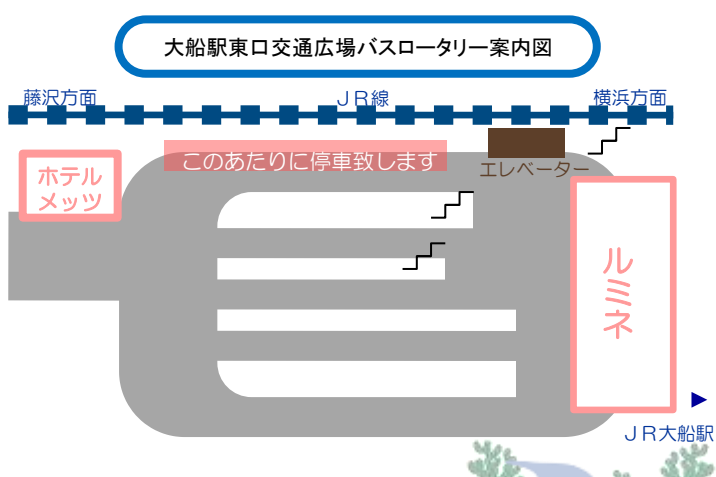 大船駅東口交通広場バスロータリー案内図
藤沢方面
ＪＲ線
横浜方面
このあたりに停車致します
エレベーター
ホテル
メッツ
ルミネ
ＪＲ大船駅